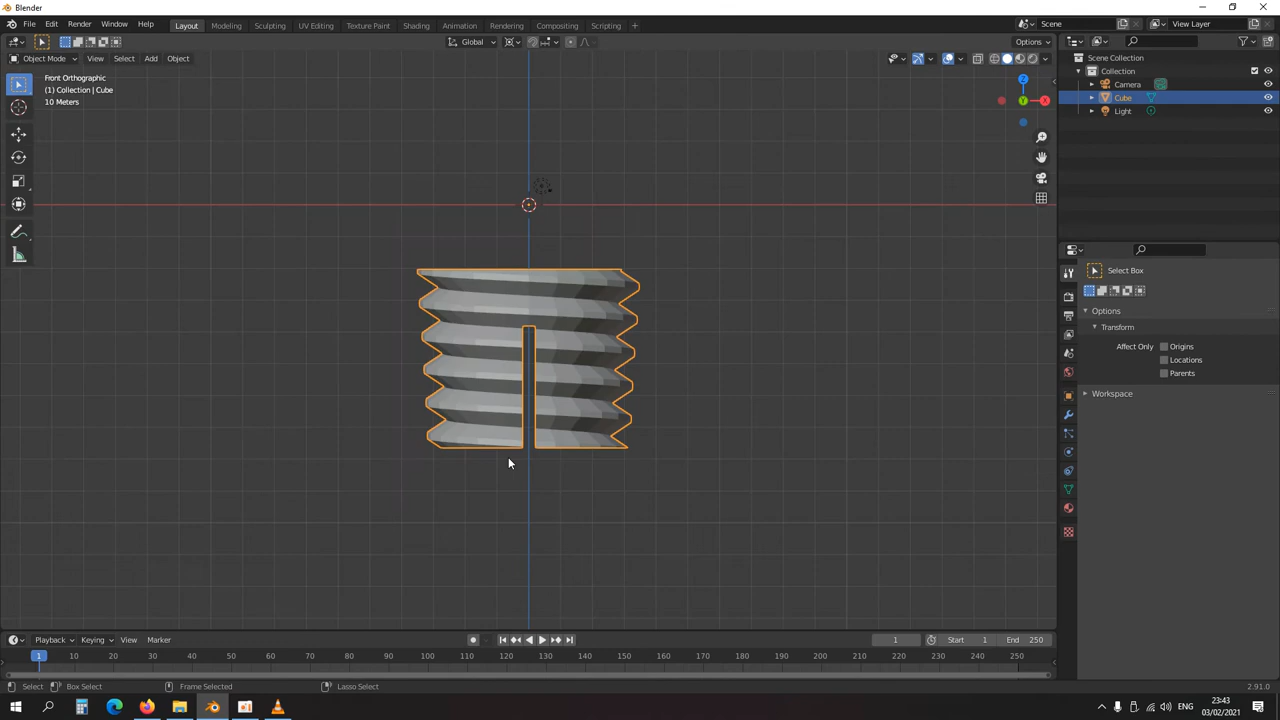 Blender
File Edit Render Window Help
Layout Modeling Sculpting UV Editing Texture Paint Shading Animation Rendering Compositing Scripting +
Scene
View Layer
Global
Options
Object Mode View Select Add Object
Front Orthographic
(1) Collection | Cube
10 Meters
Z
Y
X
Scene Collection
Collection
Camera
Cube
Light
Select Box
Options
Transform
Affect Only Origins
Locations
Parents
Workspace
Playback Keying View Marker
1 Start 1 End 250
1 10 20 30 40 50 60 70 80 90 100 110 120 130 140 150 160 170 180 190 200 210 220 230 240 250
Select Box Select Frame Selected Lasso Select 2.91.0
ENG 23:43
03/02/2021